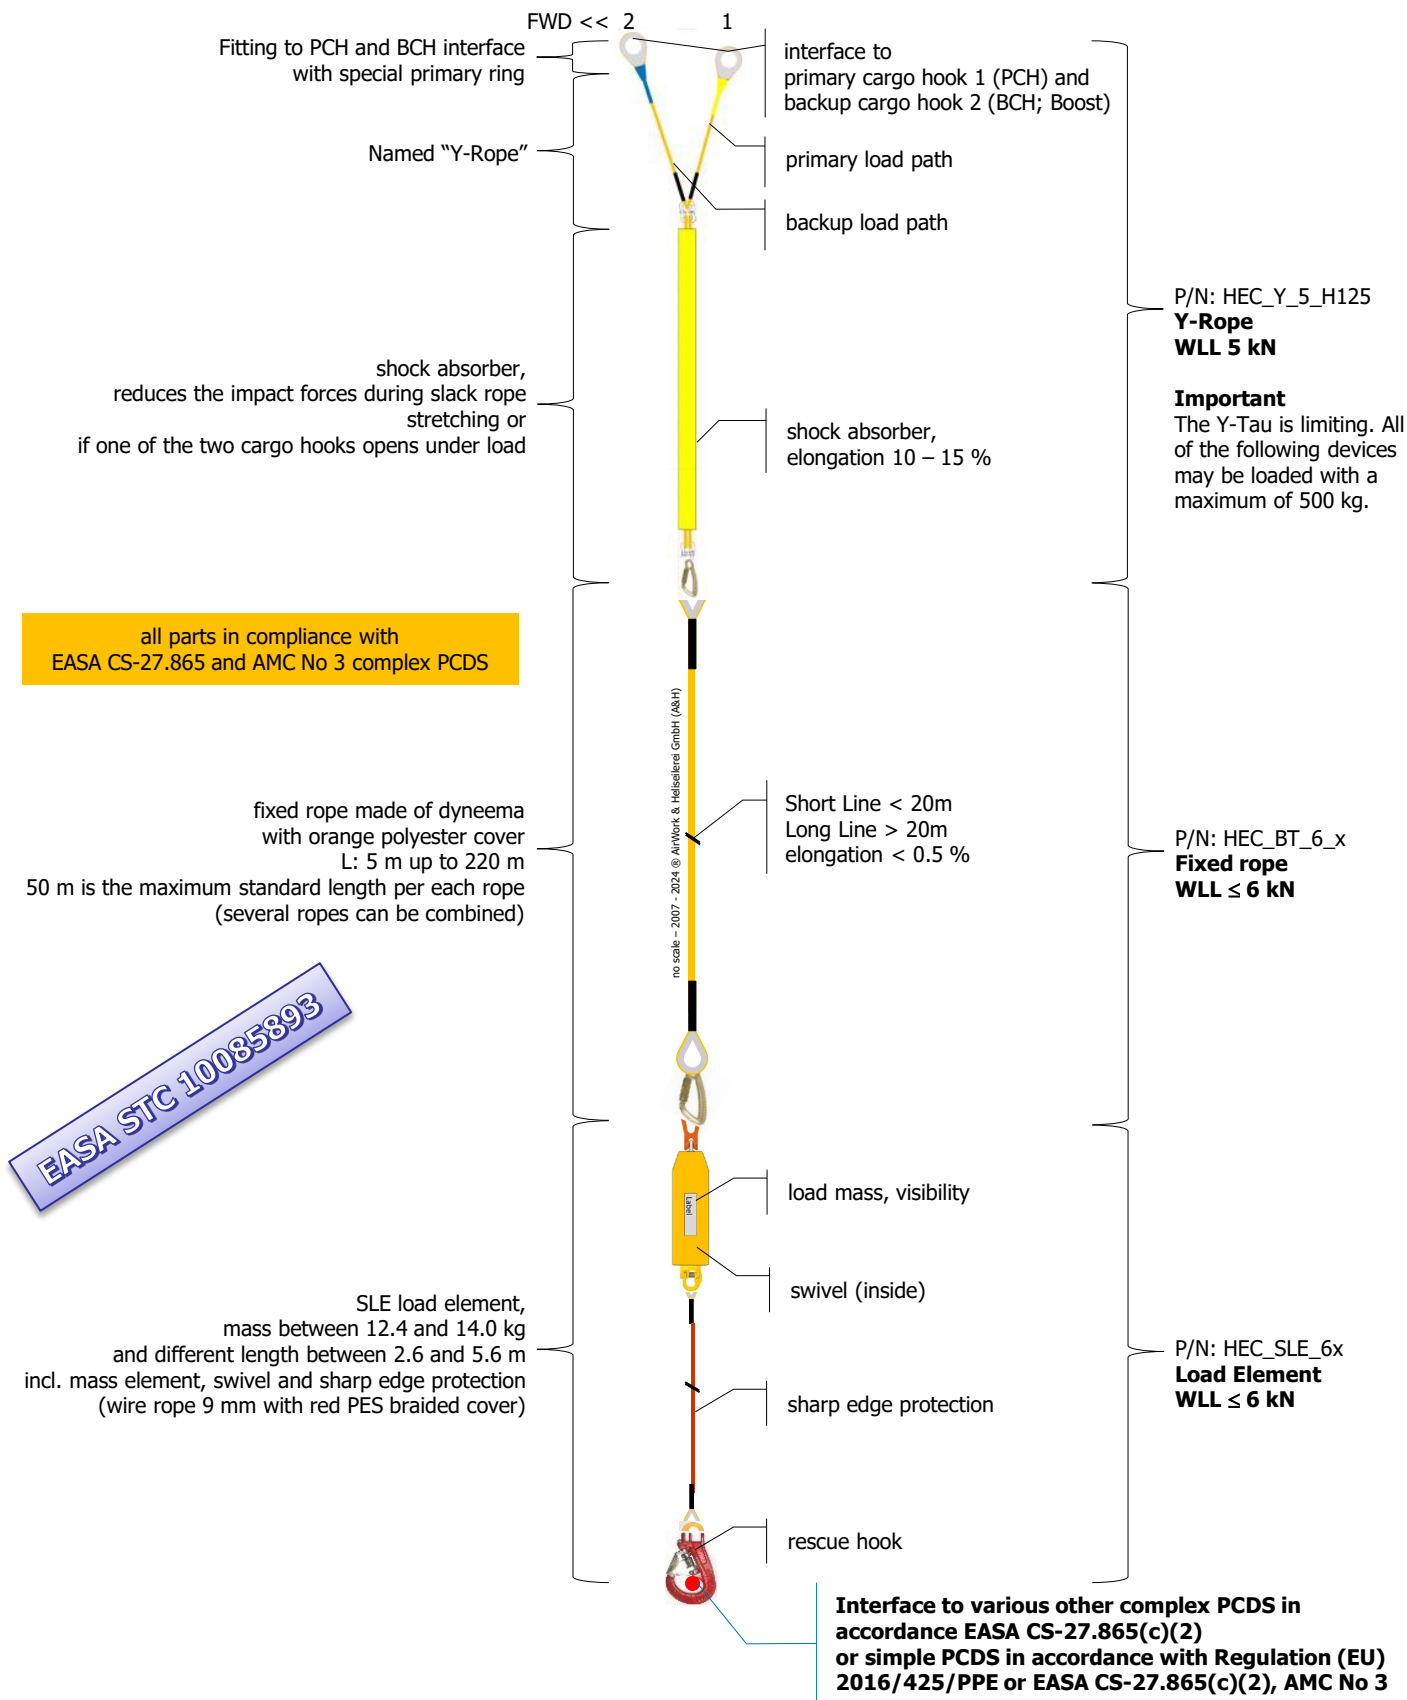 FWD << 2 1
Fitting to PCH and BCH interface
with special primary ring
interface to
primary cargo hook 1 (PCH) and
backup cargo hook 2 (BCH; Boost)
Named “Y-Rope”
primary load path
backup load path
P/N: HEC_Y_5_H125
Y-Rope
WLL 5 kN
Important
The Y-Tau is limiting. All
of the following devices
may be loaded with a
maximum of 500 kg.
shock absorber,
reduces the impact forces during slack rope
stretching or
if one of the two cargo hooks opens under load
shock absorber,
elongation 10 – 15 %
all parts in compliance with
EASA CS-27.865 and AMC No 3 complex PCDS
no scale – 2007 - 2024 ® AirWork & Heliseilerei GmbH (A&H)
fixed rope made of dyneema
with orange polyester cover
L: 5 m up to 220 m
50 m is the maximum standard length per each rope
(several ropes can be combined)
Short Line < 20m
Long Line > 20m
elongation < 0.5 %
P/N: HEC_BT_6_x
Fixed rope
WLL ≤ 6 kN
EASA STC 10085893
Label
load mass, visibility
swivel (inside)
SLE load element,
mass between 12.4 and 14.0 kg
and different length between 2.6 and 5.6 m
incl. mass element, swivel and sharp edge protection
(wire rope 9 mm with red PES braided cover)
sharp edge protection
P/N: HEC_SLE_6x
Load Element
WLL ≤ 6 kN
rescue hook
Interface to various other complex PCDS in
accordance EASA CS-27.865(c)(2)
or simple PCDS in accordance with Regulation (EU)
2016/425/PPE or EASA CS-27.865(c)(2), AMC No 3